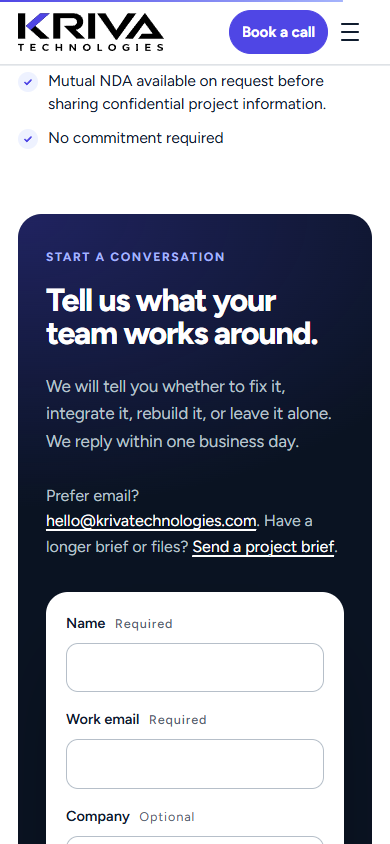 KRIVA
TECHNOLOGIES
Book a call
Mutual NDA available on request before
sharing confidential project information.
No commitment required
START A CONVERSATION
Tell us what your
team works around.
We will tell you whether to fix it,
integrate it, rebuild it, or leave it alone.
We reply within one business day.
Prefer email?
hello@krivatechnologies.com. Have a
longer brief or files? Send a project brief.
Name Required
Work email Required
Company Optional